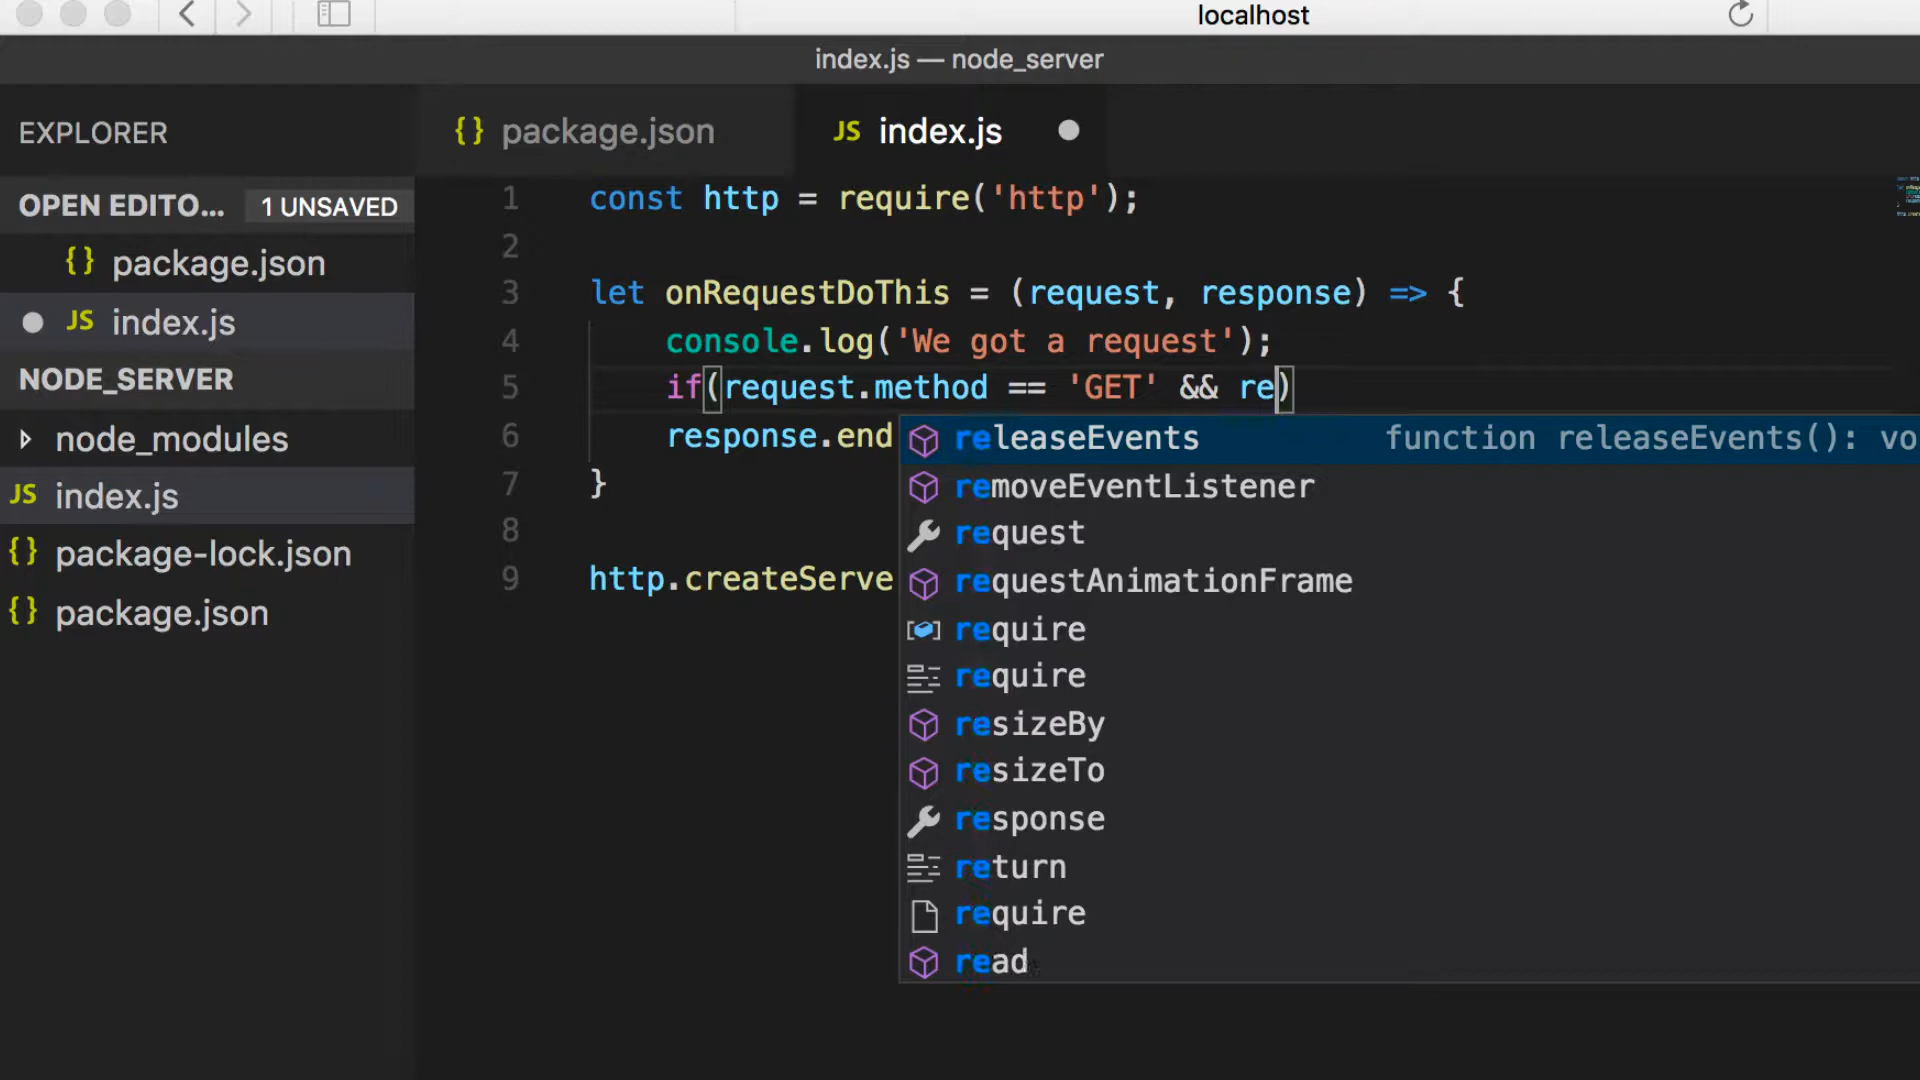 localhost
index.js — node_server
EXPLORER
OPEN EDITO... 1 UNSAVED
{} package.json
JS index.js
NODE_SERVER
node_modules
JS index.js
{} package-lock.json
{} package.json
{} package.json
JS index.js
1 const http = require('http');
2
3 let onRequestDoThis = (request, response) => {
4 console.log('We got a request');
5 if(request.method == 'GET' && re)
6 response.end
7 }
8
9 http.createServe
releaseEvents function releaseEvents(): vo
removeEventListener
request
requestAnimationFrame
require
require
resizeBy
resizeTo
response
return
require
read